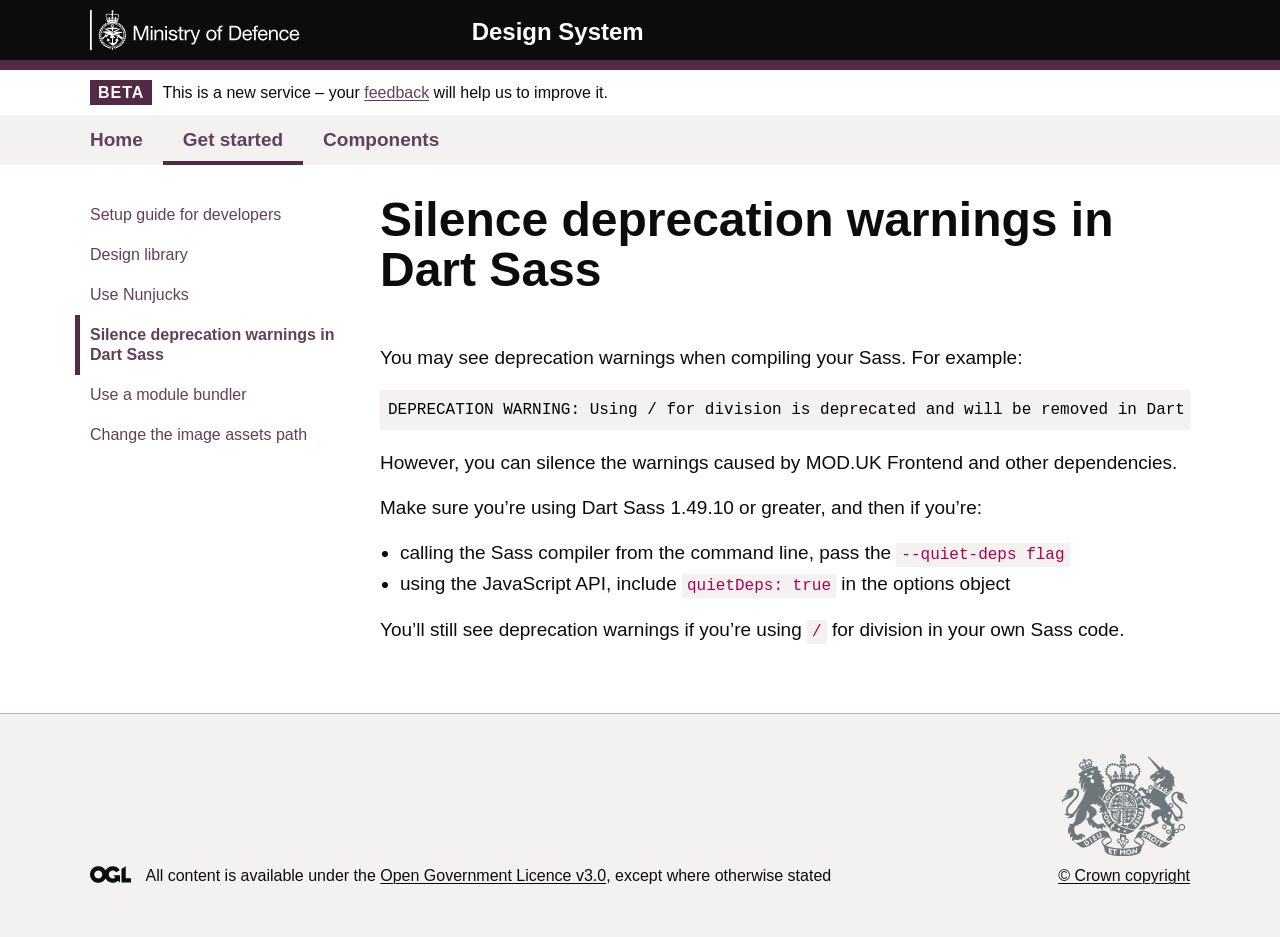 Ministry of Defence
Design System
BETA This is a new service – your feedback will help us to improve it.
Home Get started Components
Setup guide for developers
Design library
Use Nunjucks
Silence deprecation warnings in
Dart Sass
Use a module bundler
Change the image assets path
Silence deprecation warnings in
Dart Sass
You may see deprecation warnings when compiling your Sass. For example:
DEPRECATION WARNING: Using / for division is deprecated and will be removed in Dart
However, you can silence the warnings caused by MOD.UK Frontend and other dependencies.
Make sure you’re using Dart Sass 1.49.10 or greater, and then if you’re:
• calling the Sass compiler from the command line, pass the --quiet-deps flag
• using the JavaScript API, include quietDeps: true in the options object
You’ll still see deprecation warnings if you’re using / for division in your own Sass code.
DIEU ET MON DROIT
OGL All content is available under the Open Government Licence v3.0, except where otherwise stated
© Crown copyright